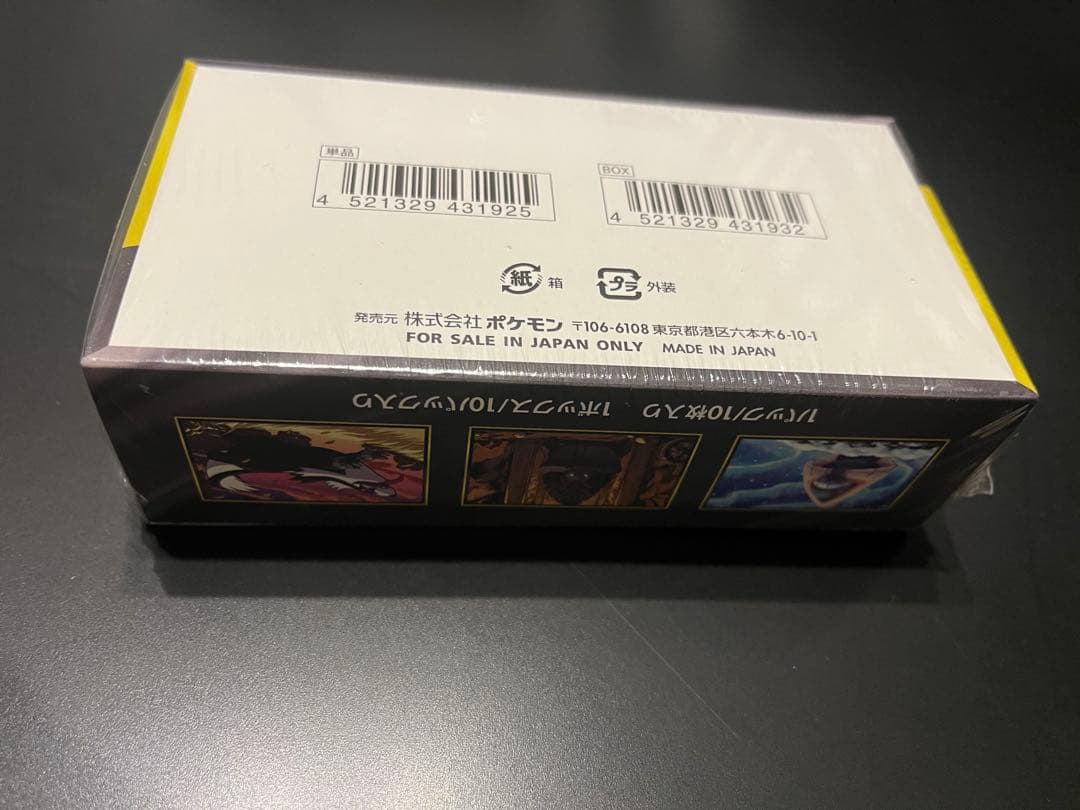 単品
4 521329 431925
BOX
4 521329 431932
紙 箱
プラ 外装
発売元 株式会社 ポケモン 〒106-6108 東京都港区六本木6-10-1
FOR SALE IN JAPAN ONLY MADE IN JAPAN
1パック/10枚入り 1ボックス/10パック入り